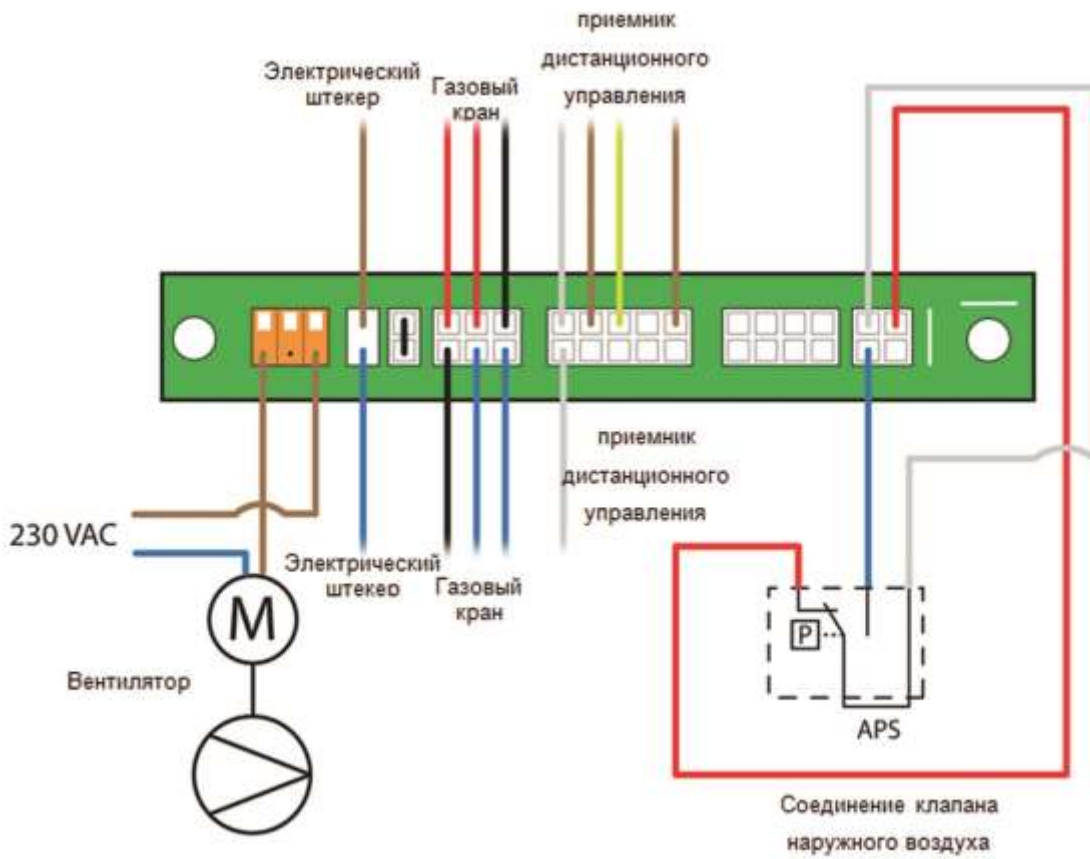 приемник
дистанционного
управления
Электрический
штекер
Газовый
кран
приемник
дистанционного
управления
230 VAC
Электрический
штекер
Газовый
кран
M
P
Вентилятор
APS
Соединение клапана
наружного воздуха